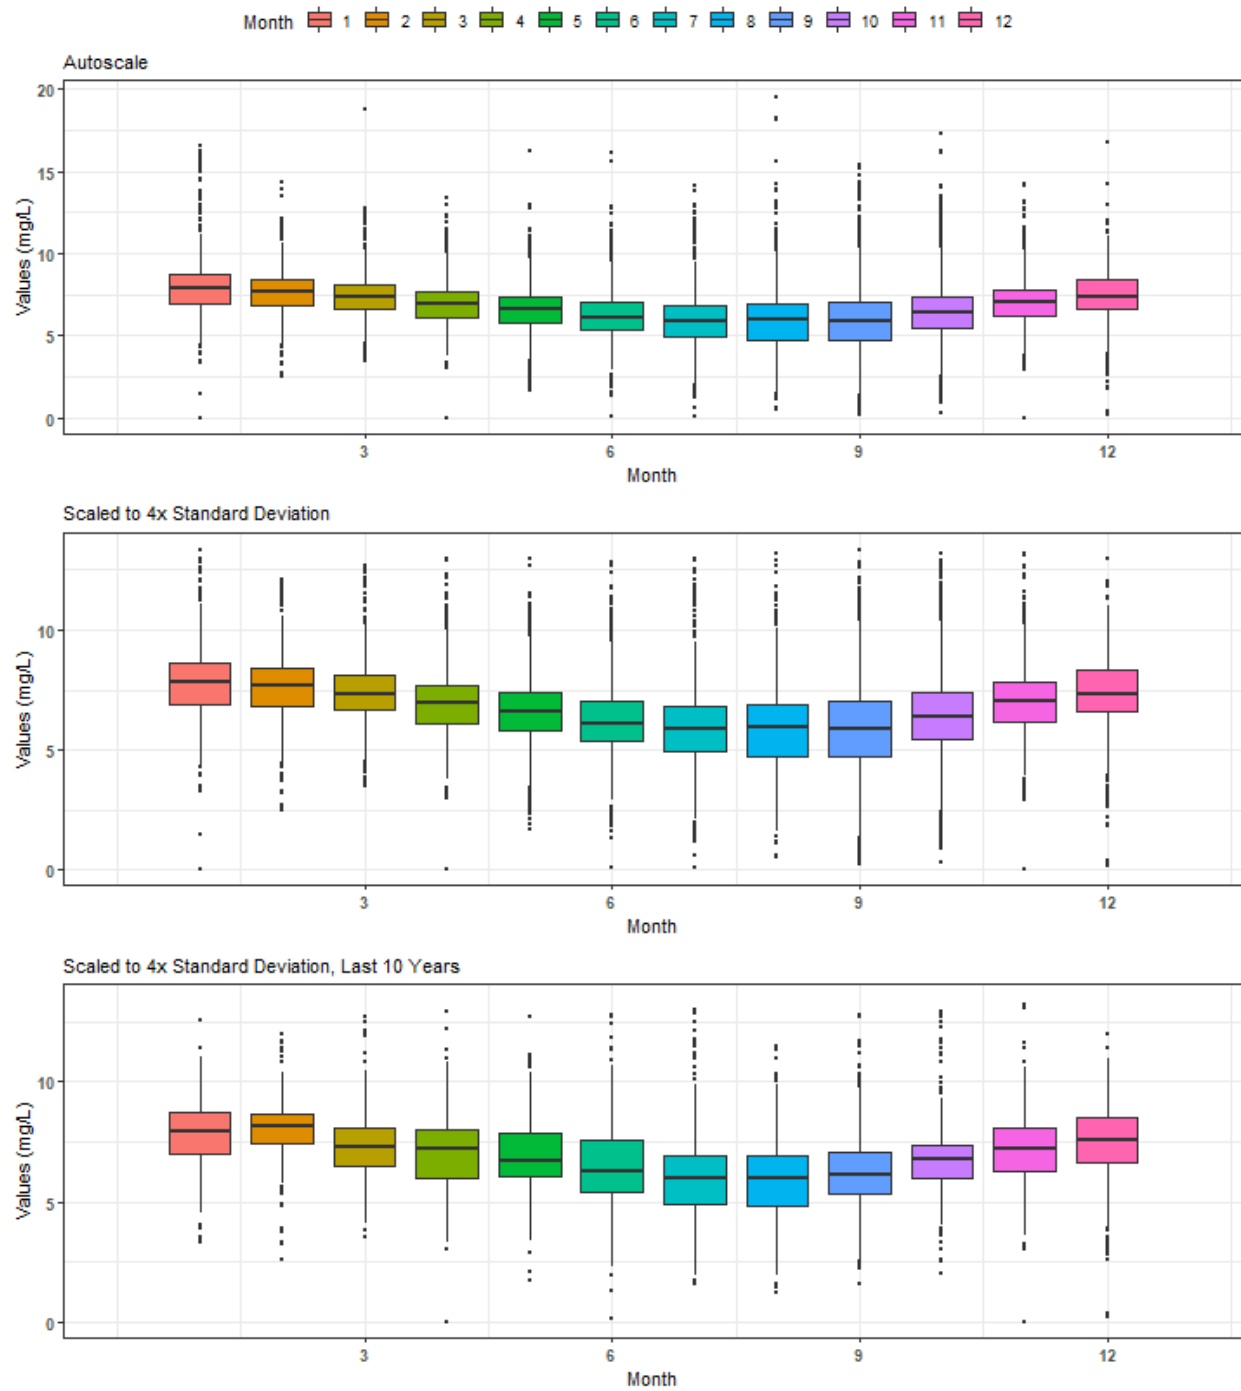 Month 1 2 3 4 5 6 7 8 9 10 11 12
Autoscale
Values (mg/L)
20
15
10
5
0
3 6 9 12
Month
Scaled to 4x Standard Deviation
Values (mg/L)
10
5
0
3 6 9 12
Month
Scaled to 4x Standard Deviation, Last 10 Years
Values (mg/L)
10
5
0
3 6 9 12
Month